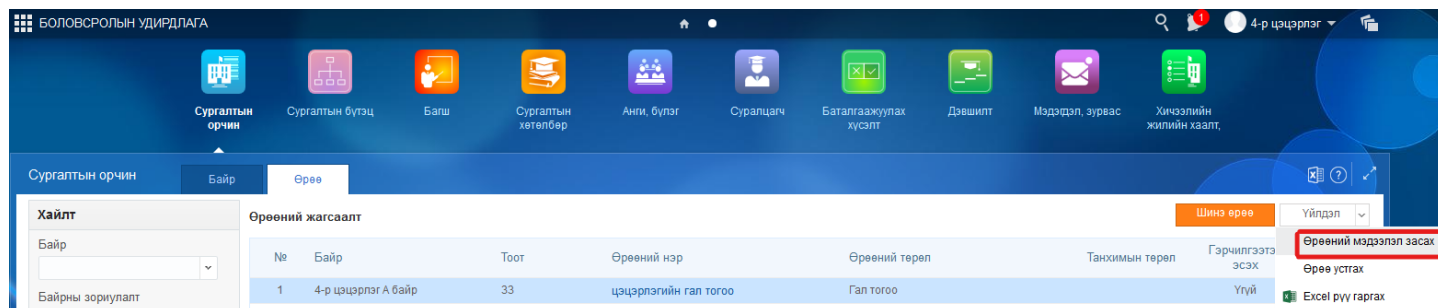 БОЛОВСРОЛЫН УДИРДЛАГА
1
4-р цэцэрлэг
Сургалтын орчин
Сургалтын бүтэц
Багш
Сургалтын хөтөлбөр
Анги, бүлэг
Суралцагч
Баталгаажуулах хүсэлт
Дэвшилт
Мэдэгдэл, зурвас
Хичээлийн жилийн хаалт,
Сургалтын орчин
Байр
Өрөө
Хайлт
Байр
Байрны зориулалт
Өрөөний жагсаалт
Шинэ өрөө
Үйлдэл
Өрөөний мэдээлэл засах
Өрөө устгах
Excel рүү гаргах
№ Байр Тоот Өрөөний нэр Өрөөний төрөл Танхимын төрөл Гэрчилгээтэ эсэх
1 4-р цэцэрлэг А байр 33 цэцэрлэгийн гал тогоо Гал тогоо Үгүй